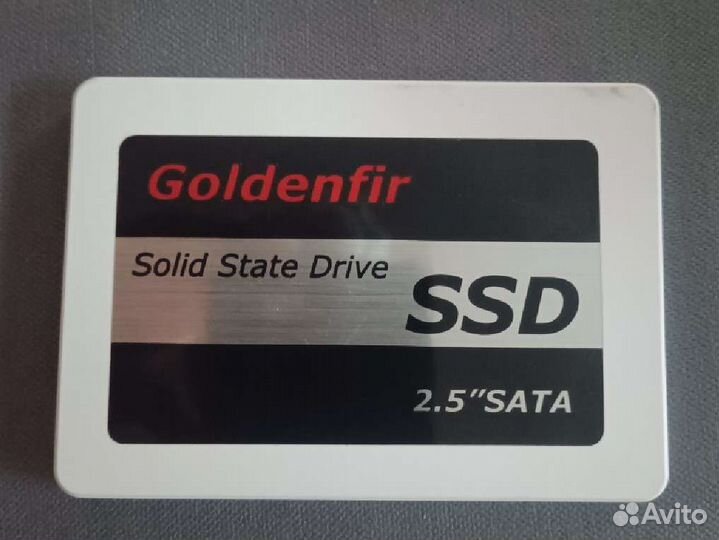 Goldenfir
Solid State Drive
SSD
2.5”SATA
Avito